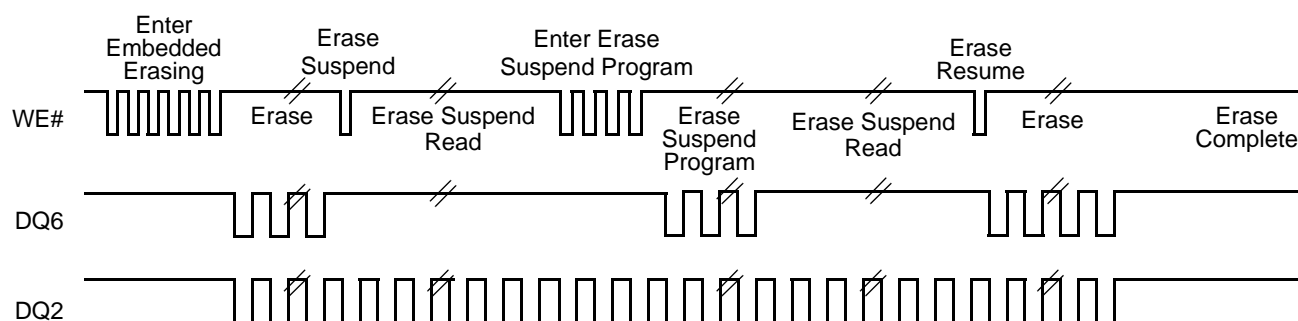 Enter
Embedded
Erasing
Erase
Suspend
Enter Erase
Suspend Program
Erase
Resume
WE#
Erase
Erase Suspend
Read
Erase
Suspend
Program
Erase Suspend
Read
Erase
Erase
Complete
DQ6
DQ2